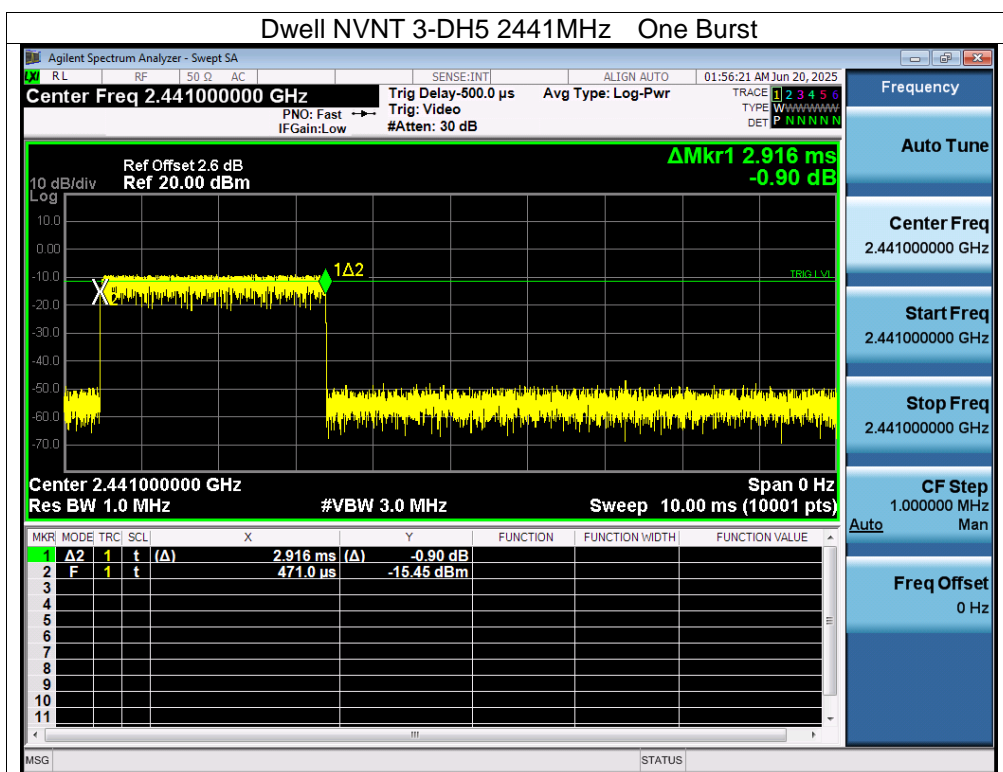 Dwell NVNT 3-DH5 2441MHz One Burst
Agilent Spectrum Analyzer - Swept SA
LXI RL RF 50 Ω AC SENSE:INT ALIGN AUTO 01:56:21 AM Jun 20, 2025
Center Freq 2.441000000 GHz
PNO: Fast
IFGain:Low
Trig Delay-500.0 µs
Trig: Video
#Atten: 30 dB
Avg Type: Log-Pwr
TRACE 1 2 3 4 5 6
TYPE WWWWWW
DET P N N N N N
ΔMkr1 2.916 ms
-0.90 dB
Ref Offset 2.6 dB
10 dB/div Ref 20.00 dBm
Log
10.0
0.00
-10.0
-20.0
-30.0
-40.0
-50.0
-60.0
-70.0
1Δ2
TRIG LVL
2
Center 2.441000000 GHz Span 0 Hz
Res BW 1.0 MHz #VBW 3.0 MHz Sweep 10.00 ms (10001 pts)
MKR MODE TRC SCL X Y FUNCTION FUNCTION WIDTH FUNCTION VALUE
1 Δ2 1 t (Δ) 2.916 ms (Δ) -0.90 dB
2 F 1 t 471.0 µs -15.45 dBm
3
4
5
6
7
8
9
10
11
MSG STATUS
Frequency
Auto Tune
Center Freq
2.441000000 GHz
Start Freq
2.441000000 GHz
Stop Freq
2.441000000 GHz
CF Step
1.000000 MHz
Auto Man
Freq Offset
0 Hz